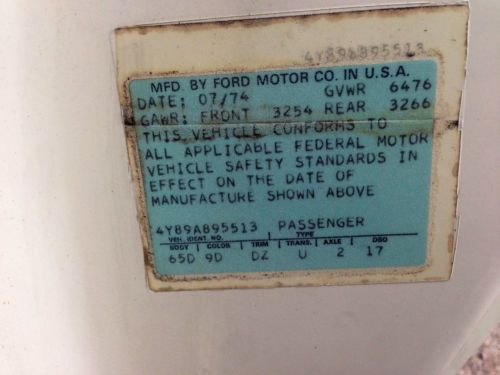 4Y89A895513
MFD. BY FORD MOTOR CO. IN U.S.A.
DATE: 07/74 GVWR 6476
GAWR: FRONT 3254 REAR 3266
THIS VEHICLE CONFORMS TO
ALL APPLICABLE FEDERAL MOTOR
VEHICLE SAFETY STANDARDS IN
EFFECT ON THE DATE OF
MANUFACTURE SHOWN ABOVE
4Y89A895513 PASSENGER
VEH. IDENT. NO. TYPE
BODY COLOR TRIM TRANS. AXLE DSO
65D 9D DZ U 2 17